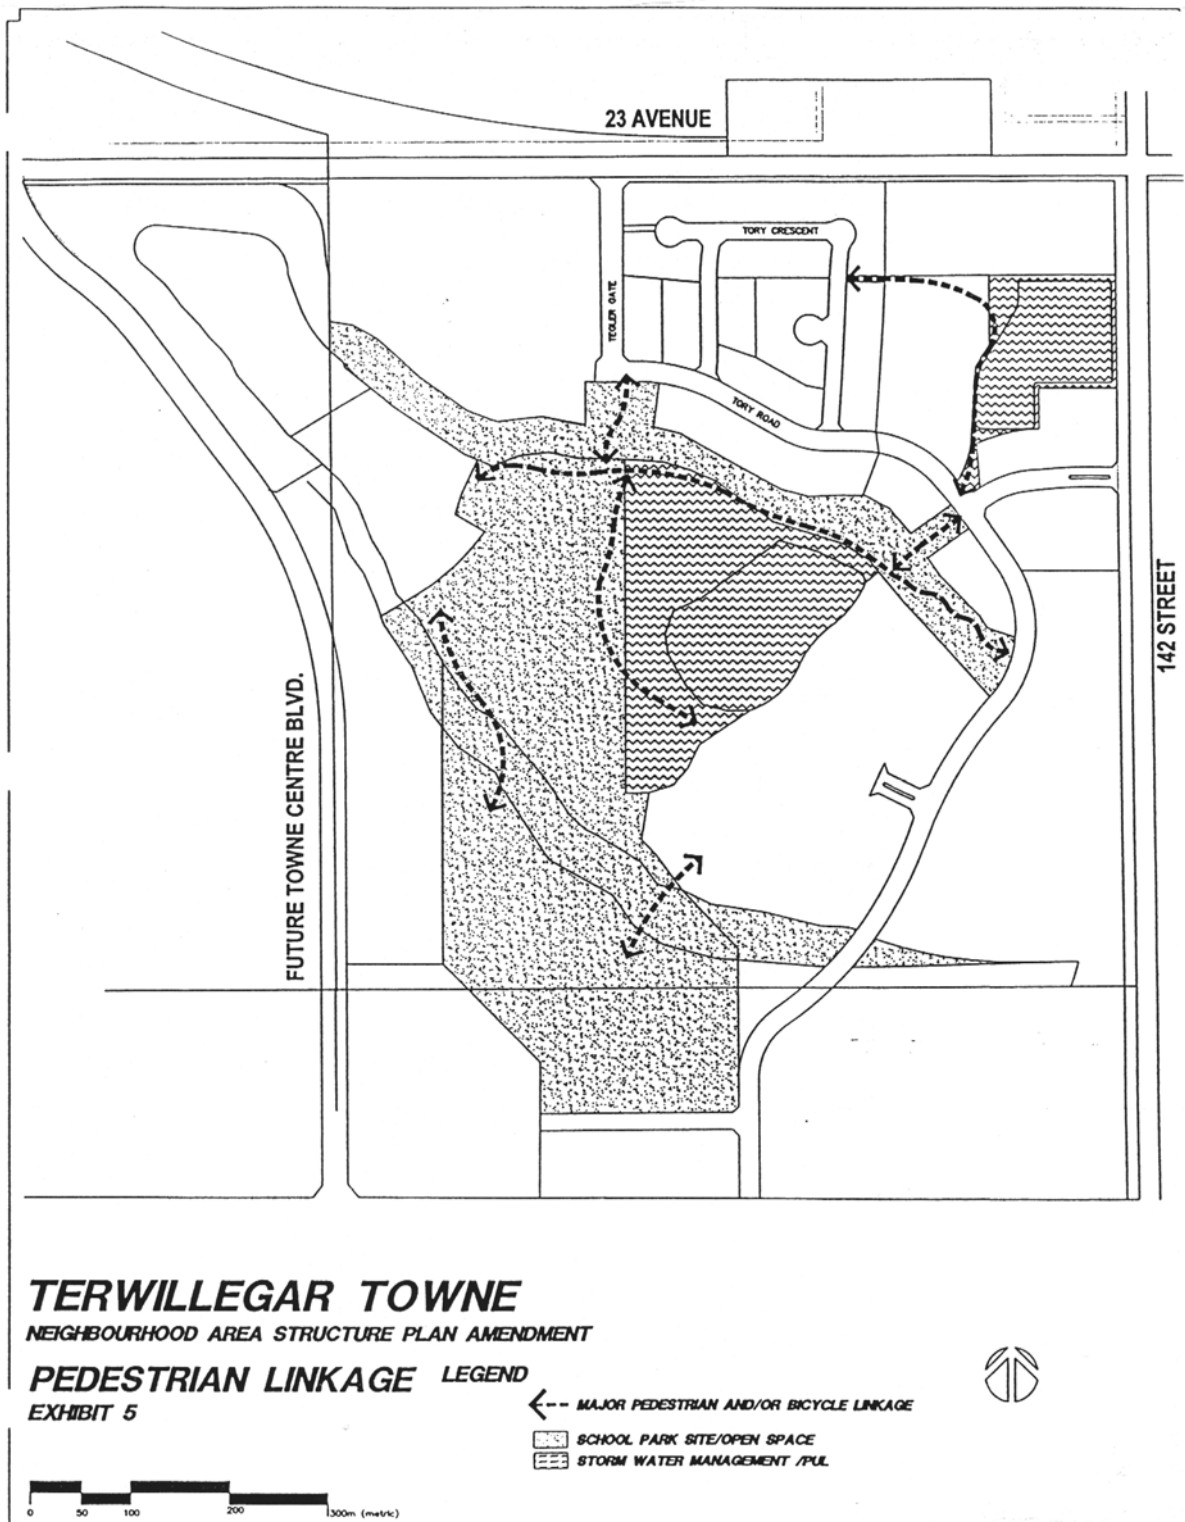 23 AVENUE
TORY CRESCENT
TEGLER GATE
TORY ROAD
142 STREET
FUTURE TOWNE CENTRE BLVD.
TERWILLEGAR TOWNE
NEIGHBOURHOOD AREA STRUCTURE PLAN AMENDMENT
PEDESTRIAN LINKAGE
EXHIBIT 5
LEGEND
MAJOR PEDESTRIAN AND/OR BICYCLE LINKAGE
SCHOOL PARK SITE/OPEN SPACE
STORM WATER MANAGEMENT /PUL
0 50 100 200 300m (metric)